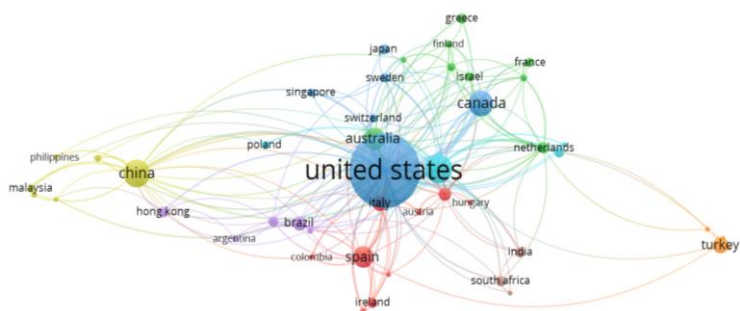 greece
finland
japan
france
sweden
israel
singapore
canada
switzerland
australia
poland
netherlands
philippines
china
united states
malaysia
hong kong
italy
austria
hungary
brazil
argentina
turkey
colombia
spain
india
south africa
ireland